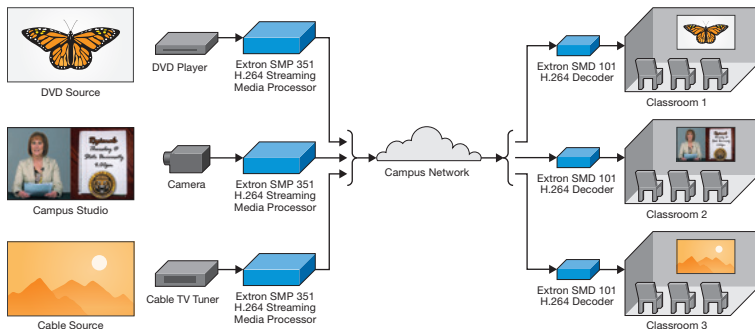 DVD Source
DVD Player
Extron SMP 351
H.264 Streaming
Media Processor
Extron SMD 101
H.264 Decoder
Classroom 1
Campus Studio
Camera
Extron SMP 351
H.264 Streaming
Media Processor
Campus Network
Extron SMD 101
H.264 Decoder
Classroom 2
Cable Source
Cable TV Tuner
Extron SMP 351
H.264 Streaming
Media Processor
Extron SMD 101
H.264 Decoder
Classroom 3